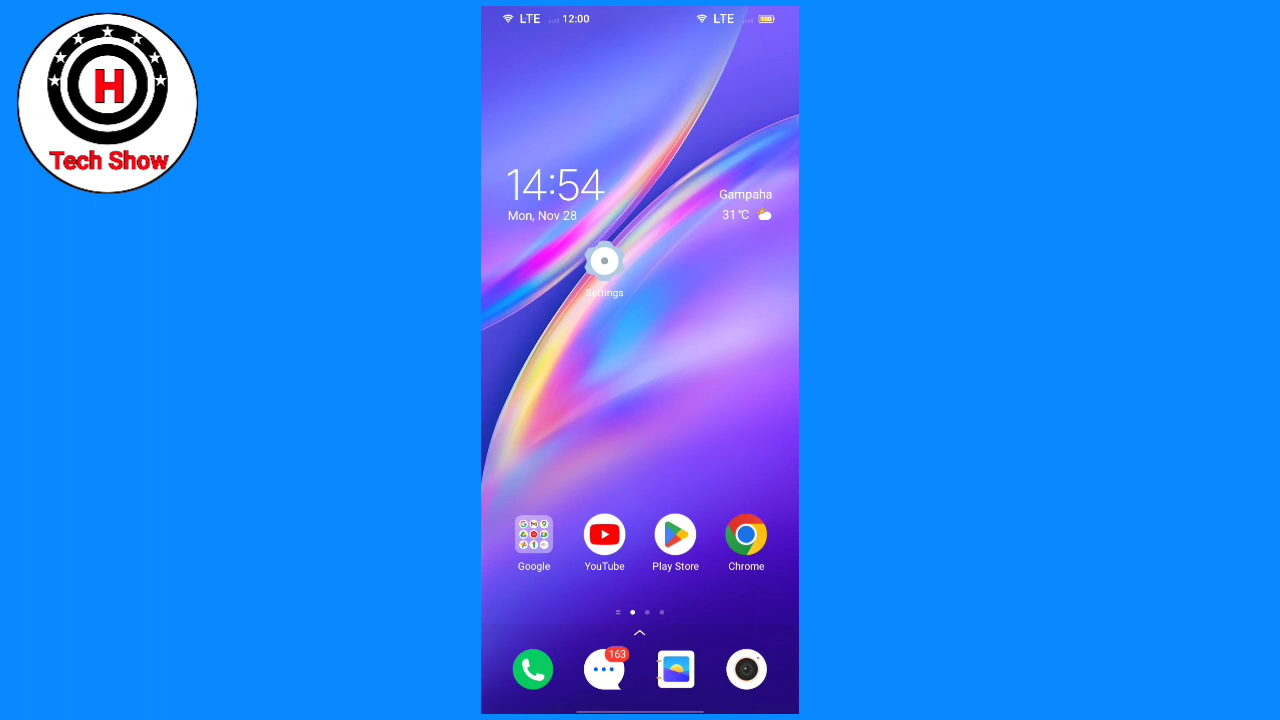 H
Tech Show
LTE 12:00 LTE 100
14:54
Mon, Nov 28
Gampaha
31℃
Settings
Google
YouTube
Play Store
Chrome
163